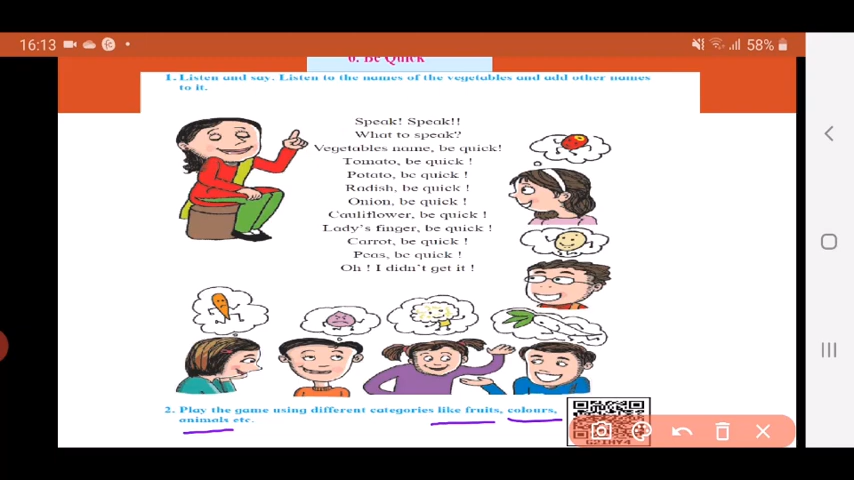 16:13
58%
6. Be Quick
1. Listen and say. Listen to the names of the vegetables and add other names
to it.
Speak! Speak!!
What to speak?
Vegetables name, be quick!
Tomato, be quick !
Potato, be quick !
Radish, be quick !
Onion, be quick !
Cauliflower, be quick !
Lady's finger, be quick !
Carrot, be quick !
Peas, be quick !
Oh ! I didn't get it !
2. Play the game using different categories like fruits, colours,
animals etc.